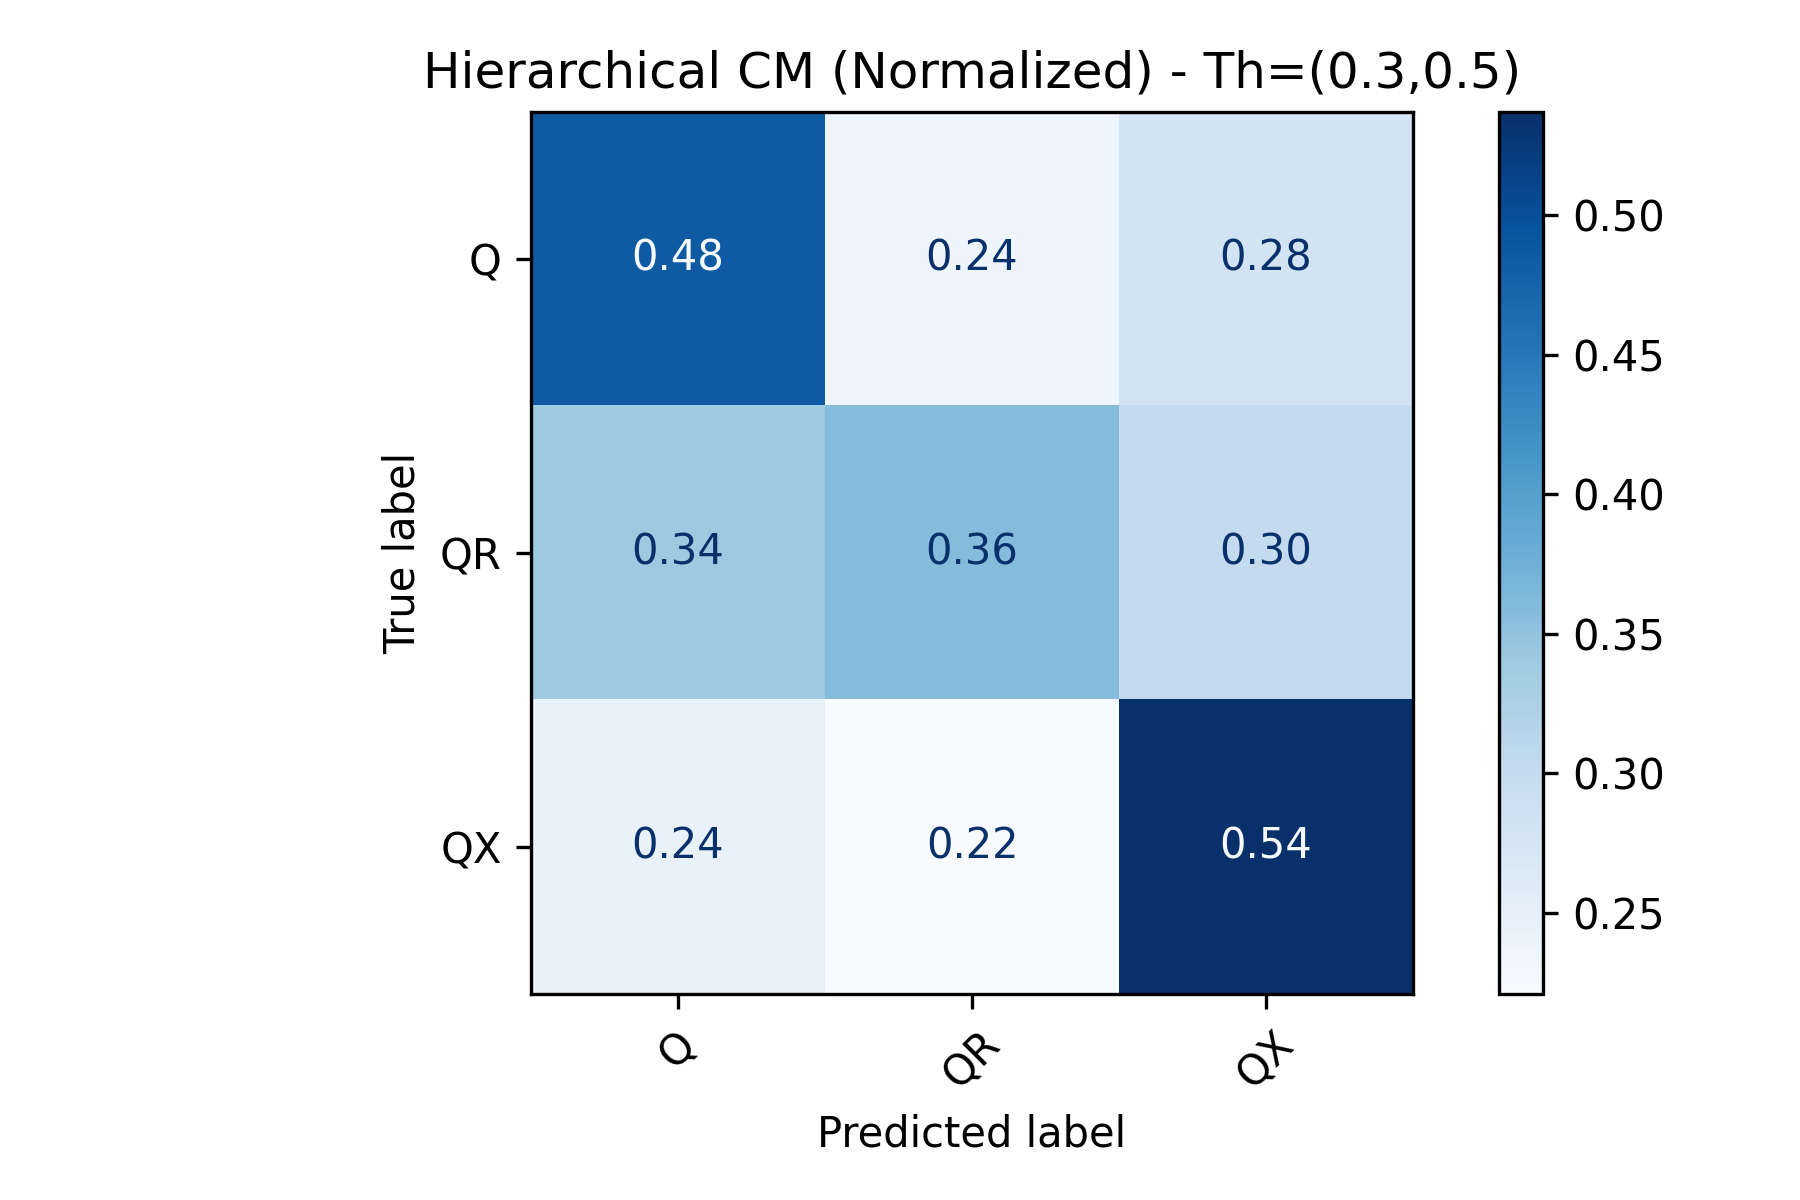 Hierarchical CM (Normalized) - Th=(0.3,0.5)
True label
Q
0.48 0.24 0.28
QR
0.34 0.36 0.30
QX
0.24 0.22 0.54
Q QR QX
Predicted label
0.50
0.45
0.40
0.35
0.30
0.25